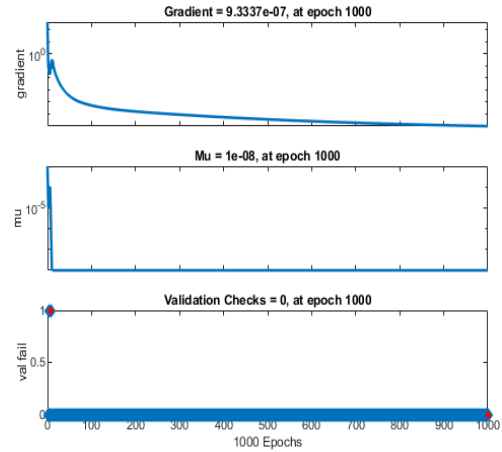 Gradient = 9.3337e-07, at epoch 1000
10^0
gradient
Mu = 1e-08, at epoch 1000
10^-5
mu
Validation Checks = 0, at epoch 1000
1
0.5
0
val fail
0 100 200 300 400 500 600 700 800 900 1000
1000 Epochs